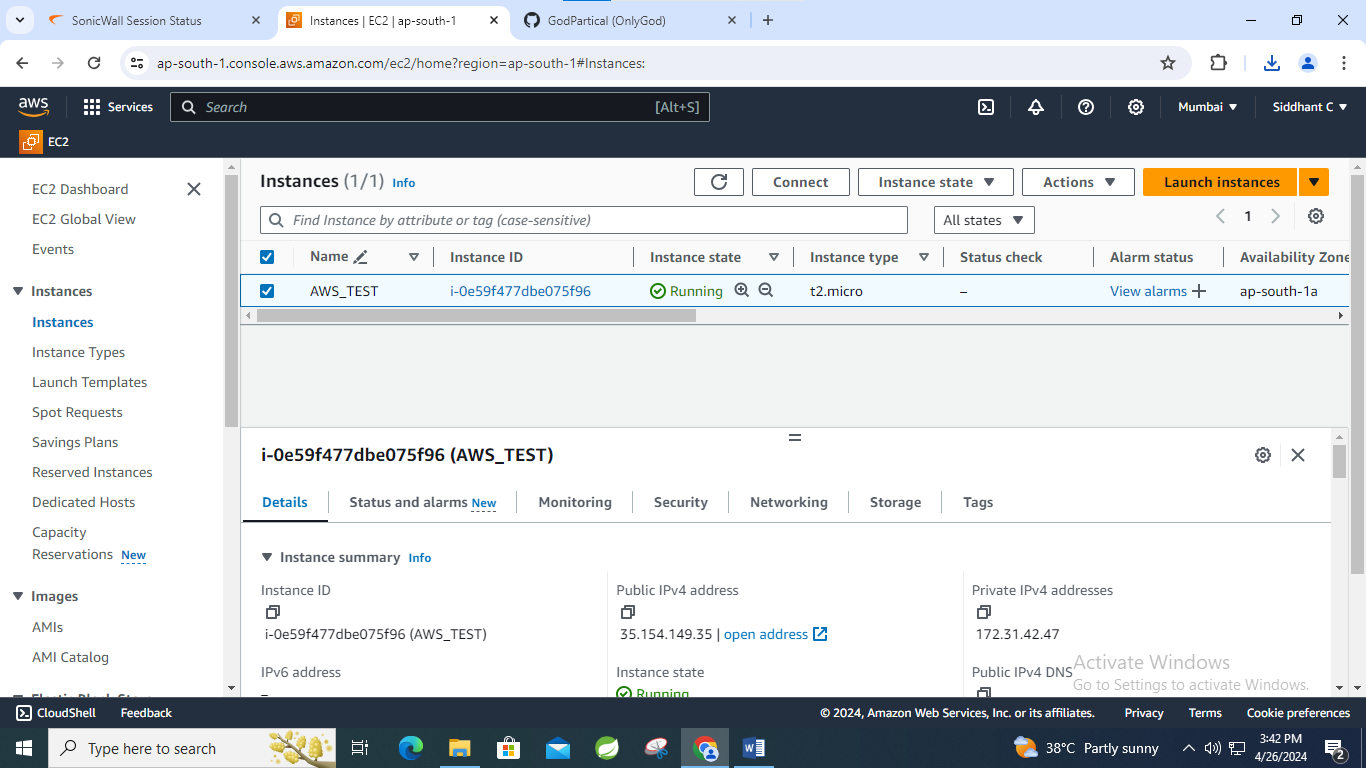 SonicWall Session Status
Instances | EC2 | ap-south-1
GodPartical (OnlyGod)
ap-south-1.console.aws.amazon.com/ec2/home?region=ap-south-1#Instances:
aws
Services
Search
[Alt+S]
Mumbai
Siddhant C
EC2
EC2 Dashboard
EC2 Global View
Events
Instances
Instances
Instance Types
Launch Templates
Spot Requests
Savings Plans
Reserved Instances
Dedicated Hosts
Capacity
Reservations New
Images
AMIs
AMI Catalog
Instances (1/1) Info
Connect
Instance state
Actions
Launch instances
Find Instance by attribute or tag (case-sensitive)
All states
1
Name Instance ID Instance state Instance type Status check Alarm status Availability Zone
AWS_TEST i-0e59f477dbe075f96 Running t2.micro – View alarms + ap-south-1a
i-0e59f477dbe075f96 (AWS_TEST)
Details Status and alarms New Monitoring Security Networking Storage Tags
Instance summary Info
Instance ID
i-0e59f477dbe075f96 (AWS_TEST)
IPv6 address
–
Public IPv4 address
35.154.149.35 | open address
Instance state
Running
Private IPv4 addresses
172.31.42.47
Public IPv4 DNS
Activate Windows
Go to Settings to activate Windows.
CloudShell Feedback © 2024, Amazon Web Services, Inc. or its affiliates. Privacy Terms Cookie preferences
Type here to search
38°C Partly sunny
3:42 PM
4/26/2024
2